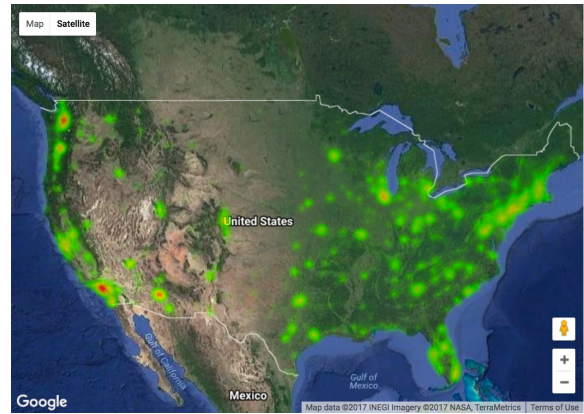 Map Satellite
United States
Gulf of California
Gulf of
Mexico
Mexico
+
−
Google
Map data ©2017 INEGI Imagery ©2017 NASA, TerraMetrics Terms of Use